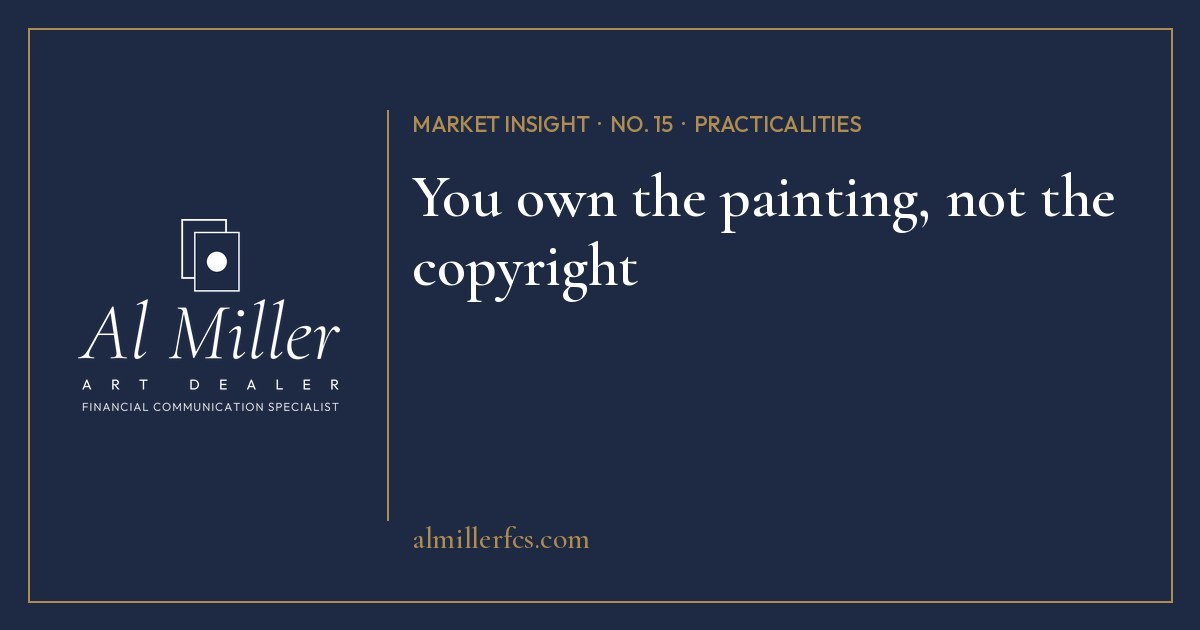 Al Miller
ART DEALER
FINANCIAL COMMUNICATION SPECIALIST
MARKET INSIGHT · NO. 15 · PRACTICALITIES
You own the painting, not the
copyright
almillerfcs.com